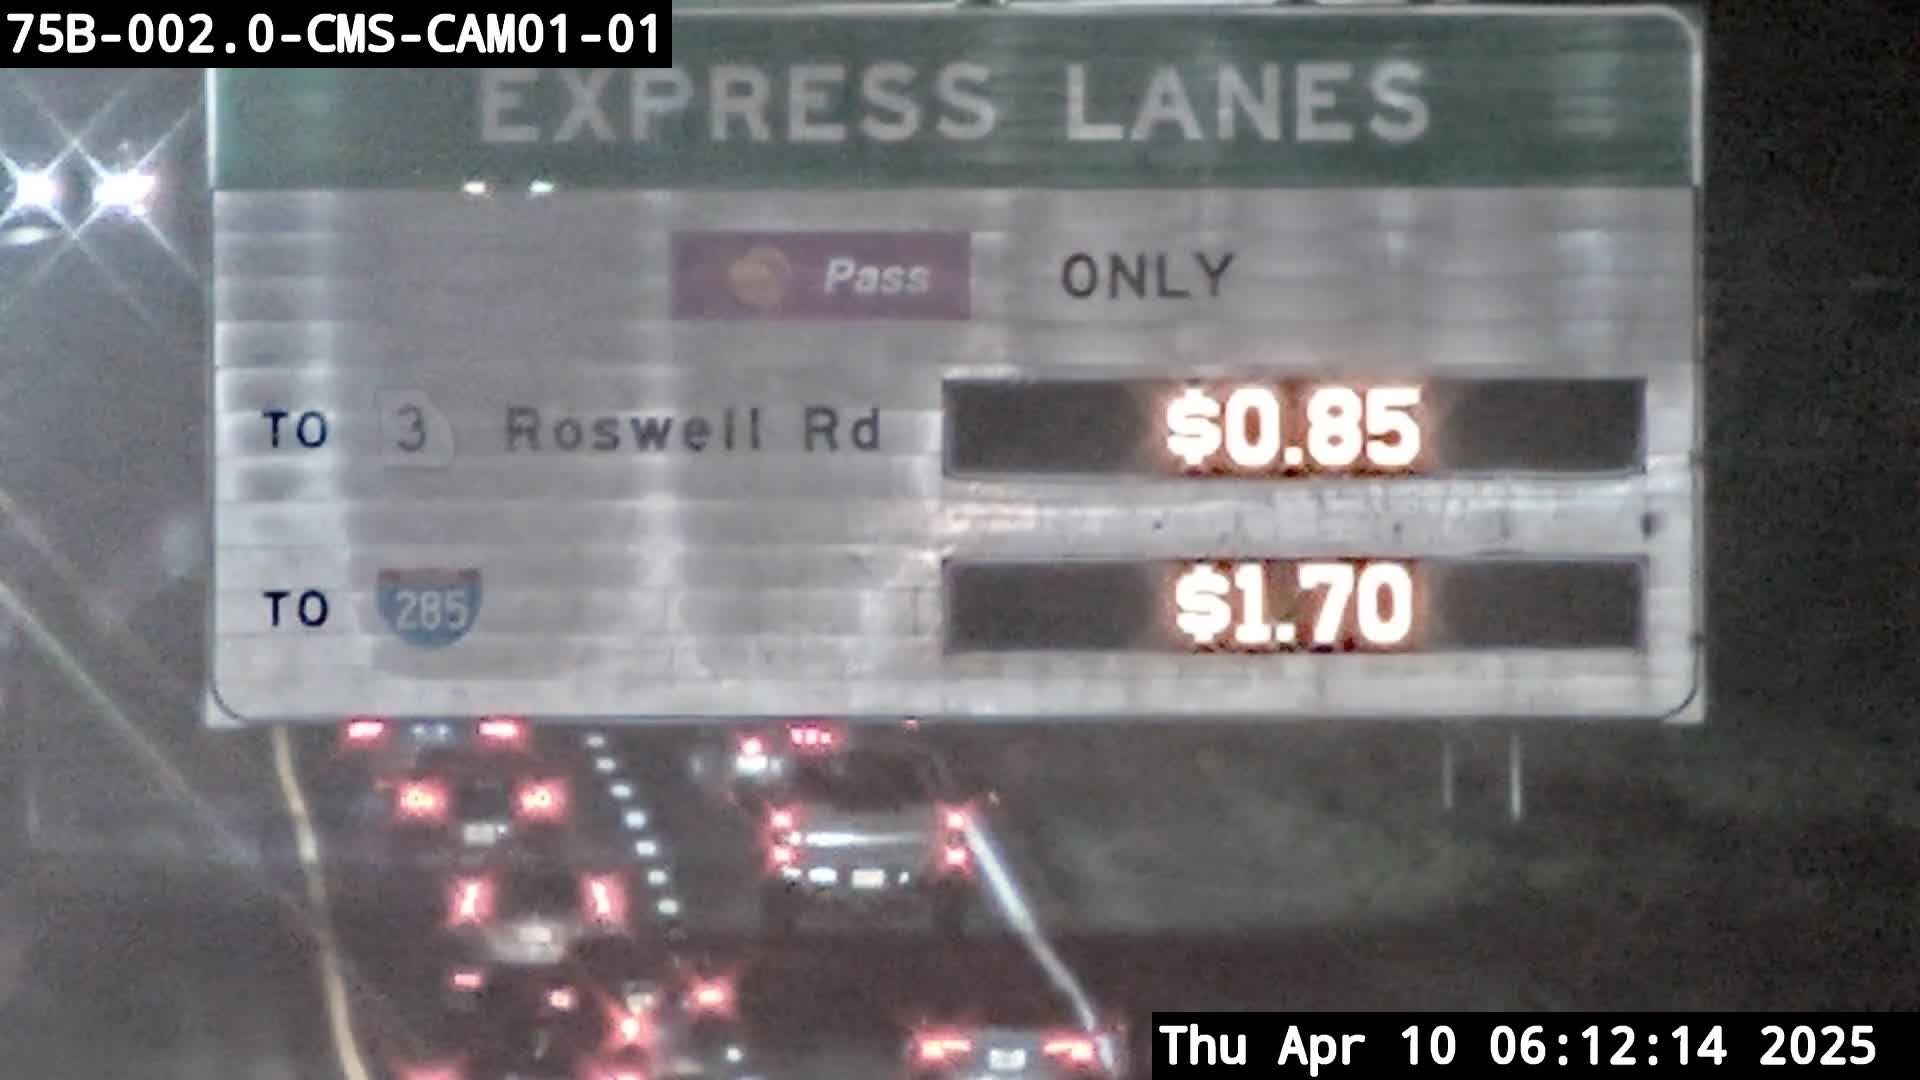 75B-002.0-CMS-CAM01-01
EXPRESS LANES
Pass ONLY
TO 3 Roswell Rd $0.85
TO 285 $1.70
Thu Apr 10 06:12:14 2025